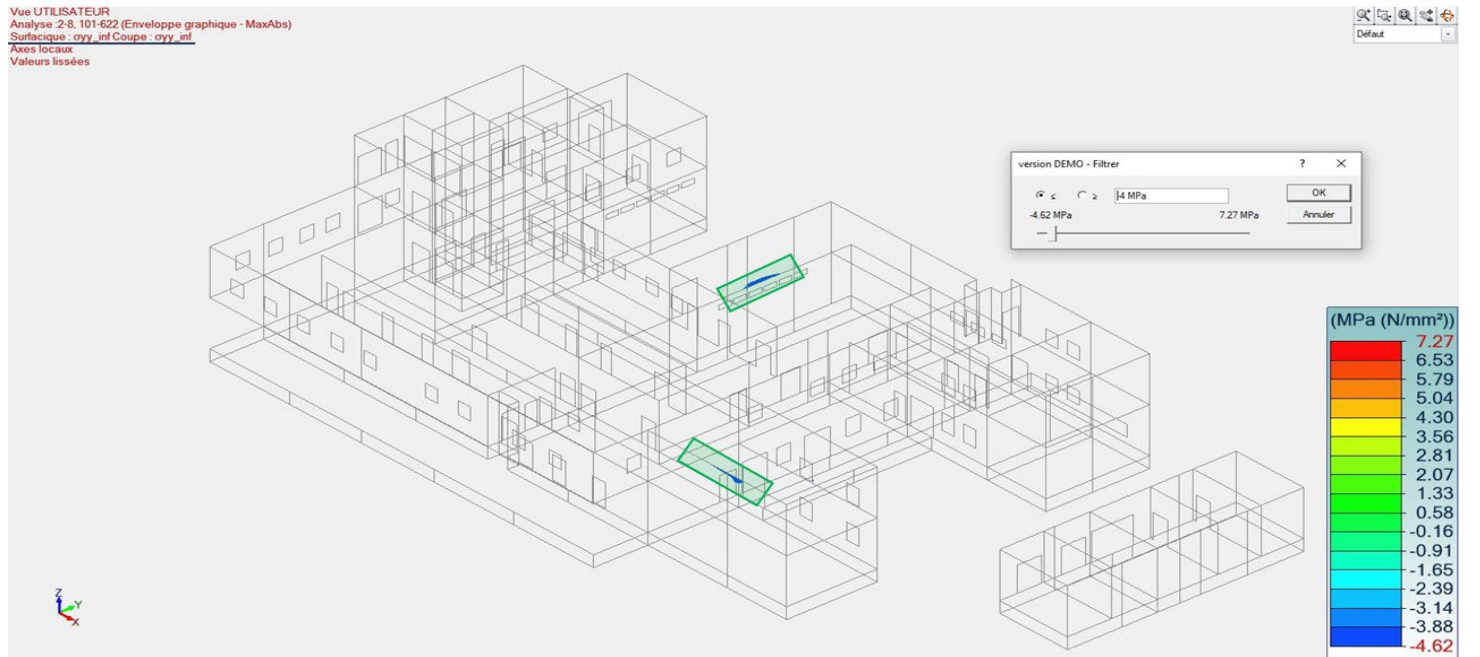 Vue UTILISATEUR
Analyse :2-8, 101-622 (Enveloppe graphique - MaxAbs)
Surfacique : σyy_inf Coupe : σyy_inf
Axes locaux
Valeurs lissées
Défaut
version DEMO - Filtrer ? X
≤ ≥ -4 MPa OK
-4.62 MPa 7.27 MPa Annuler
(MPa (N/mm²))
7.27
6.53
5.79
5.04
4.30
3.56
2.81
2.07
1.33
0.58
-0.16
-0.91
-1.65
-2.39
-3.14
-3.88
-4.62
Z
Y
X